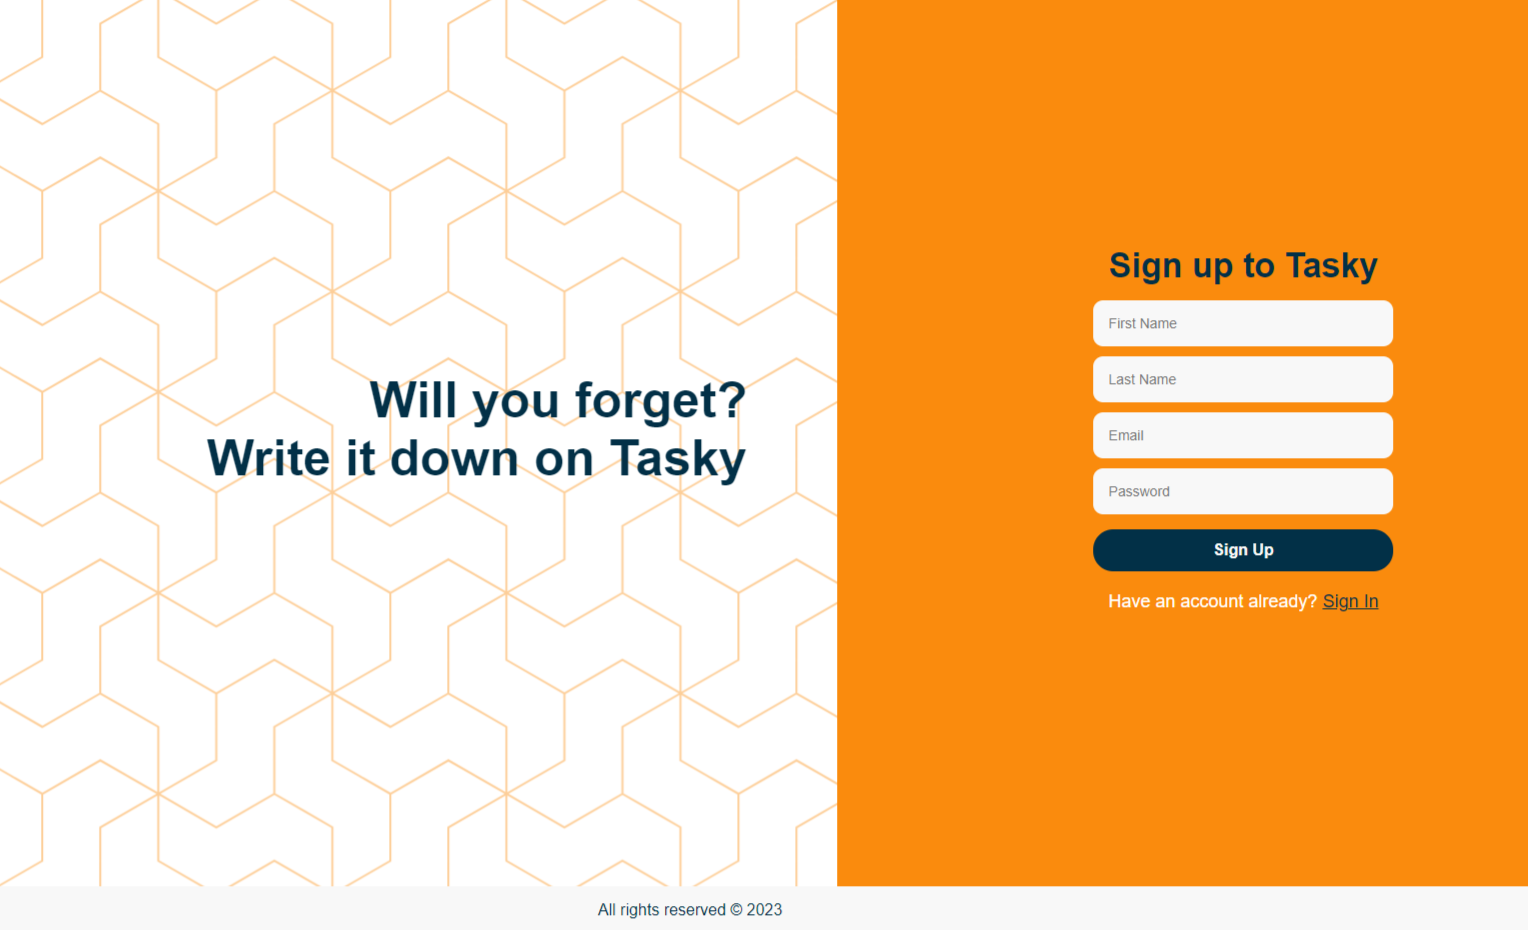 Will you forget?
Write it down on Tasky
Sign up to Tasky
First Name
Last Name
Email
Password
Sign Up
Have an account already? Sign In
All rights reserved © 2023